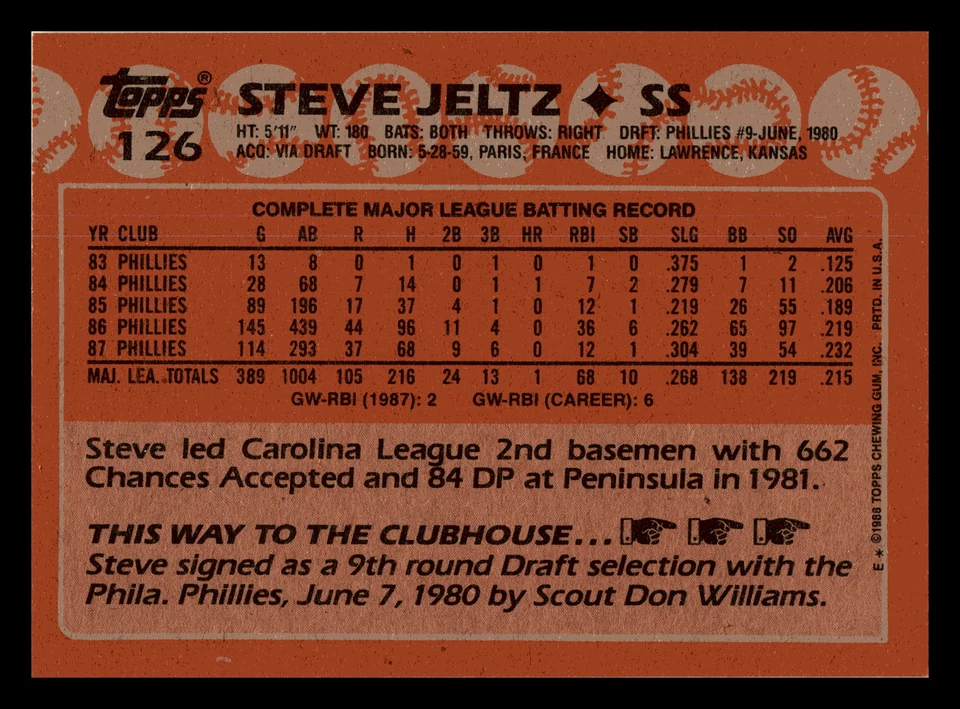 Topps® STEVE JELTZ ✦ SS
126 HT: 5'11" WT: 180 BATS: BOTH THROWS: RIGHT DRFT: PHILLIES #9-JUNE, 1980
ACQ: VIA DRAFT BORN: 5-28-59, PARIS, FRANCE HOME: LAWRENCE, KANSAS
COMPLETE MAJOR LEAGUE BATTING RECORD
YR CLUB G AB R H 2B 3B HR RBI SB SLG BB SO AVG
83 PHILLIES 13 8 0 1 0 1 0 1 0 .375 1 2 .125
84 PHILLIES 28 68 7 14 0 1 1 7 2 .279 7 11 .206
85 PHILLIES 89 196 17 37 4 1 0 12 1 .219 26 55 .189
86 PHILLIES 145 439 44 96 11 4 0 36 6 .262 65 97 .219
87 PHILLIES 114 293 37 68 9 6 0 12 1 .304 39 54 .232
MAJ. LEA. TOTALS 389 1004 105 216 24 13 1 68 10 .268 138 219 .215
GW-RBI (1987): 2 GW-RBI (CAREER): 6
Steve led Carolina League 2nd basemen with 662
Chances Accepted and 84 DP at Peninsula in 1981.
THIS WAY TO THE CLUBHOUSE...
Steve signed as a 9th round Draft selection with the
Phila. Phillies, June 7, 1980 by Scout Don Williams.
E * ©1988 TOPPS CHEWING GUM, INC. PRTD. IN U.S.A.